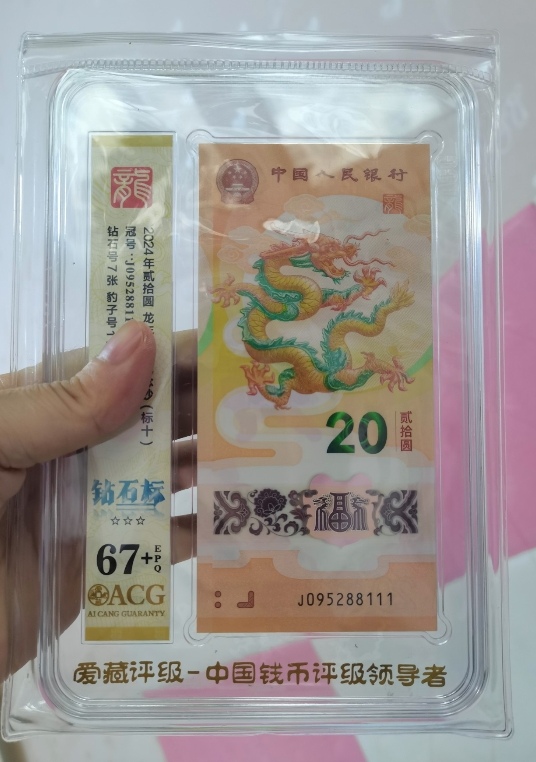 龍
2024年贰拾圆 龙
(标十)
冠号:J09528811
钻石号7张 豹子号
钻石标
☆☆☆
67+EPQ
ACG
AI CANG GUARANTY
中国人民银行
龍
20 贰拾圆
福
J095288111
爱藏评级-中国钱币评级领导者